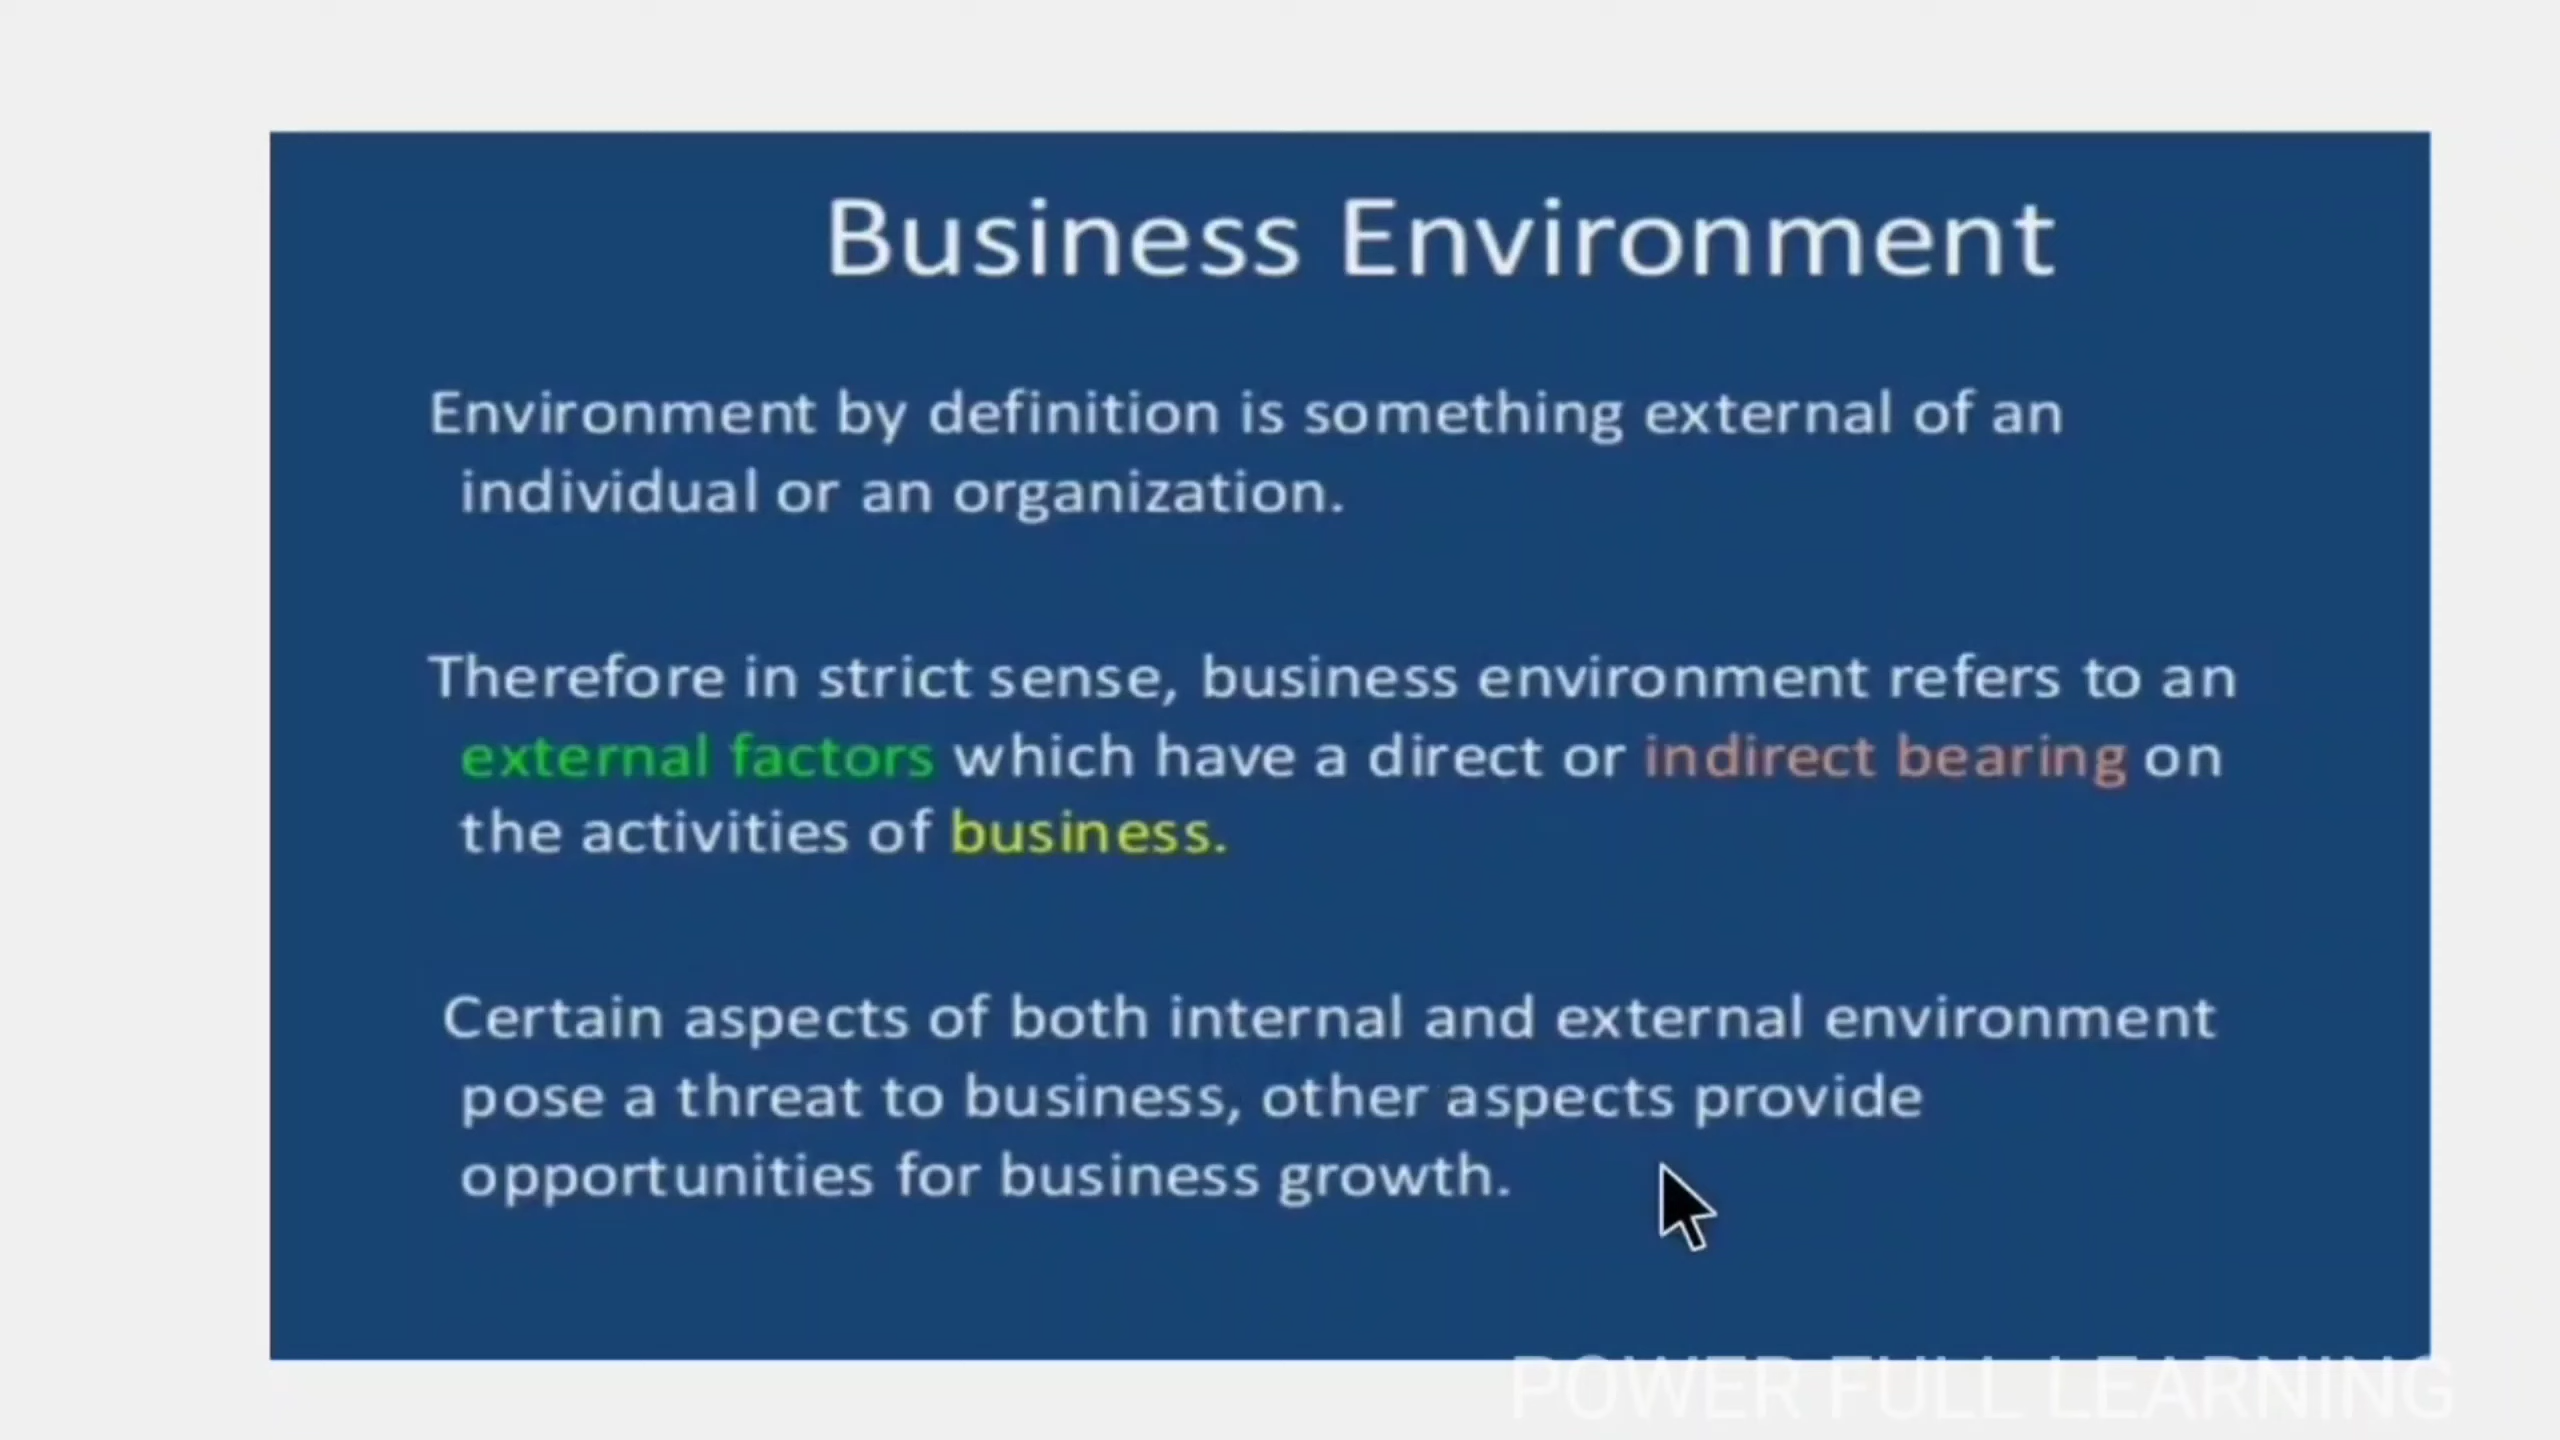 Business Environment
Environment by definition is something external of an
individual or an organization.
Therefore in strict sense, business environment refers to an
external factors which have a direct or indirect bearing on
the activities of business.
Certain aspects of both internal and external environment
pose a threat to business, other aspects provide
opportunities for business growth.
POWER FULL LEARNING